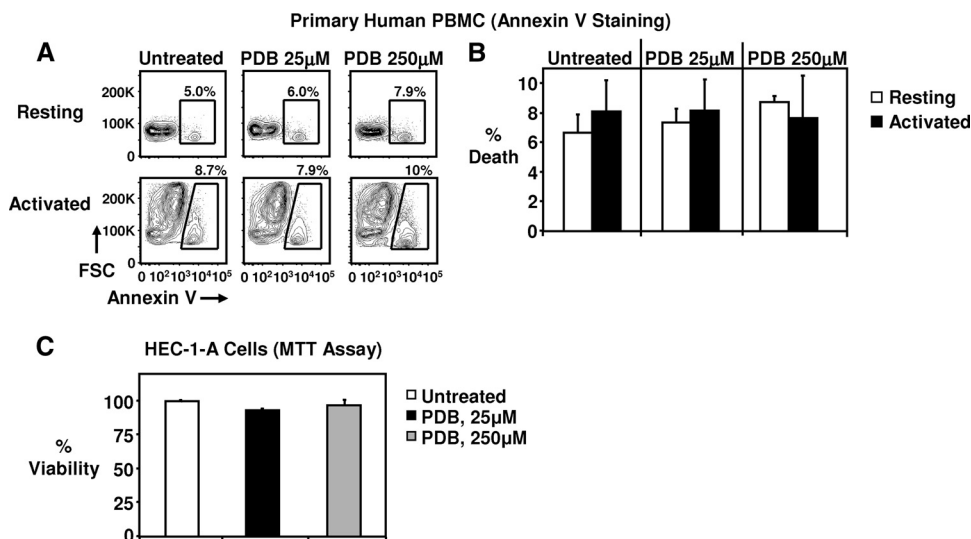 Primary Human PBMC (Annexin V Staining)
A
Untreated PDB 25µM PDB 250µM
Resting
200K
100K
0
5.0% 6.0% 7.9%
Activated
200K
100K
0
8.7% 7.9% 10%
FSC
0 10² 10³ 10⁴ 10⁵ 0 10² 10³ 10⁴ 10⁵ 0 10² 10³ 10⁴ 10⁵
Annexin V
B
Untreated PDB 25µM PDB 250µM
% Death
10
8
6
4
2
0
Resting
Activated
C
HEC-1-A Cells (MTT Assay)
% Viability
100
75
50
25
0
Untreated
PDB, 25µM
PDB, 250µM